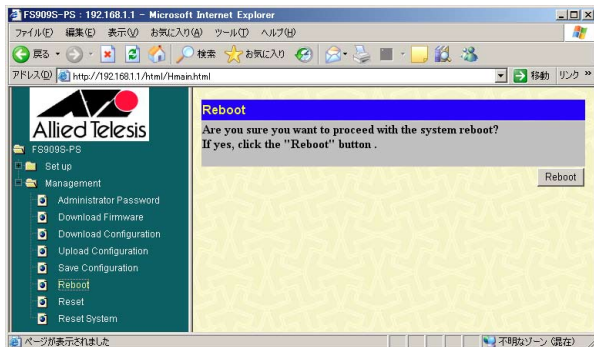 FS909S-PS : 192.168.1.1 - Microsoft Internet Explorer
ファイル(F) 編集(E) 表示(V) お気に入り(A) ツール(T) ヘルプ(H)
戻る 検索 お気に入り
アドレス(D) http://192.168.1.1/html/Hmain.html 移動 リンク »
Allied Telesis
FS909S-PS
Set up
Management
Administrator Password
Download Firmware
Download Configuration
Upload Configuration
Save Configuration
Reboot
Reset
Reset System
Reboot
Are you sure you want to proceed with the system reboot?
If yes, click the "Reboot" button .
Reboot
ページが表示されました 不明なゾーン (混在)